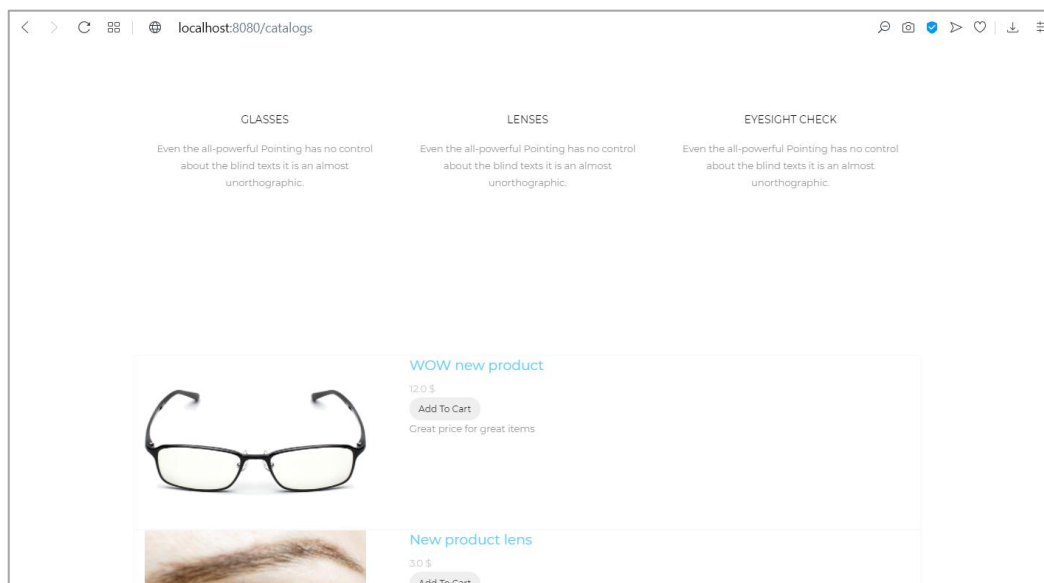 localhost:8080/catalogs
GLASSES
Even the all-powerful Pointing has no control
about the blind texts it is an almost
unorthographic.
LENSES
Even the all-powerful Pointing has no control
about the blind texts it is an almost
unorthographic.
EYESIGHT CHECK
Even the all-powerful Pointing has no control
about the blind texts it is an almost
unorthographic.
WOW new product
12.0 $
Add To Cart
Great price for great items
New product lens
3.0 $
Add To Cart